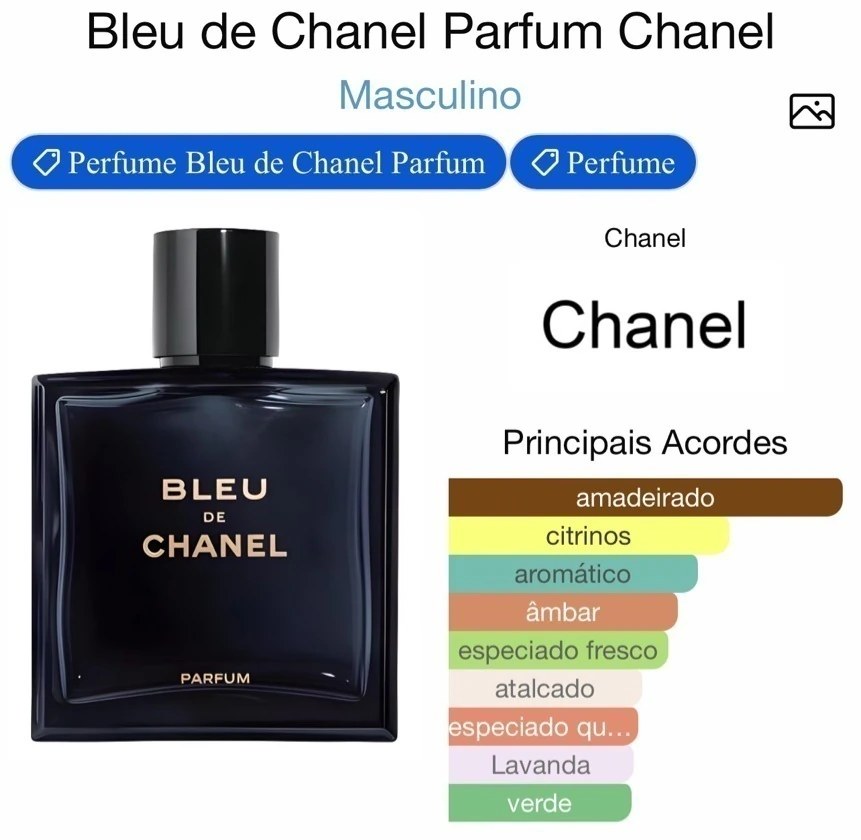 Bleu de Chanel Parfum Chanel
Masculino
Perfume Bleu de Chanel Parfum
Perfume
BLEU
DE
CHANEL
PARFUM
Chanel
Chanel
Principais Acordes
amadeirado
citrinos
aromático
âmbar
especiado fresco
atalcado
especiado qu...
Lavanda
verde